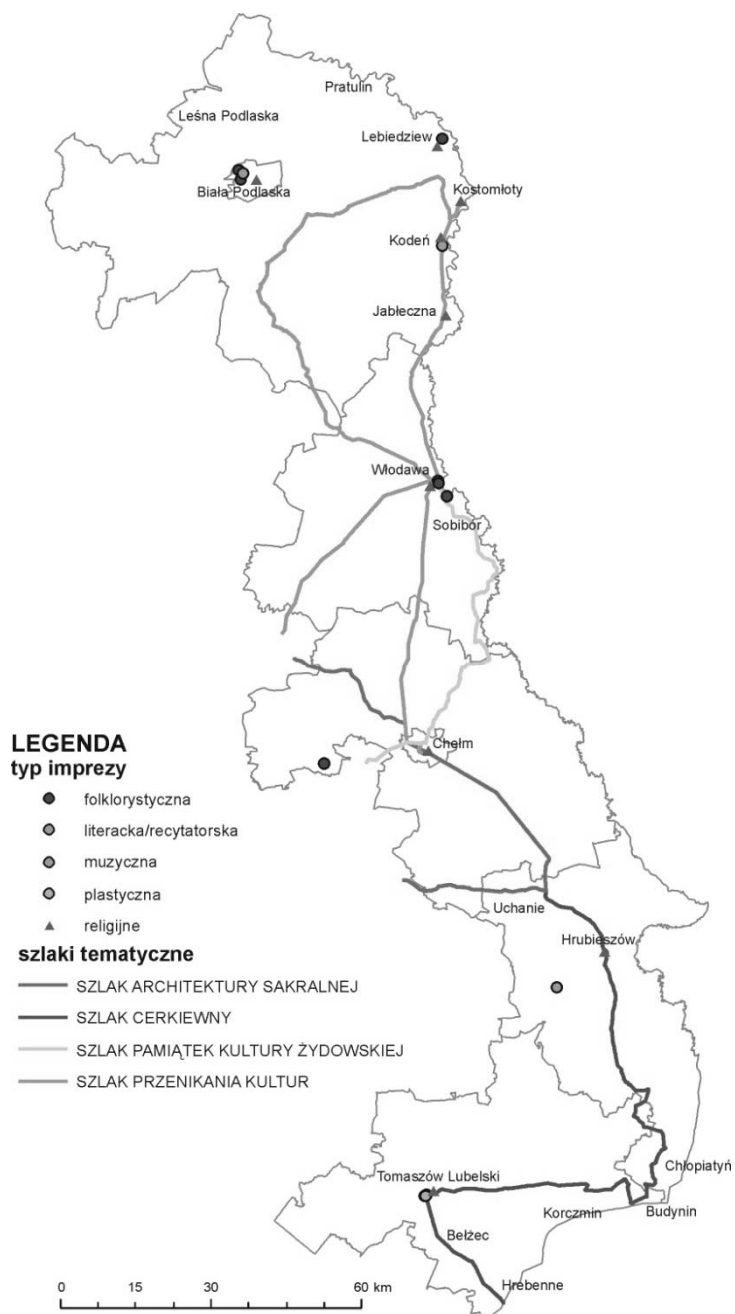 Pratulin
Leśna Podlaska
Lebiedziew
Biała Podlaska
Kostomłoty
Kodeń
Jabłeczna
Włodawa
Sobibór
Chełm
LEGENDA
typ imprezy
folklorystyczna
literacka/recytatorska
muzyczna
plastyczna
religijne
szlaki tematyczne
SZLAK ARCHITEKTURY SAKRALNEJ
SZLAK CERKIEWNY
SZLAK PAMIĄTEK KULTURY ŻYDOWSKIEJ
SZLAK PRZENIKANIA KULTUR
Uchanie
Hrubieszów
Chłopiatyń
Tomaszów Lubelski
Korczmin
Budynin
Bełżec
Hrebenne
0 15 30 60 km